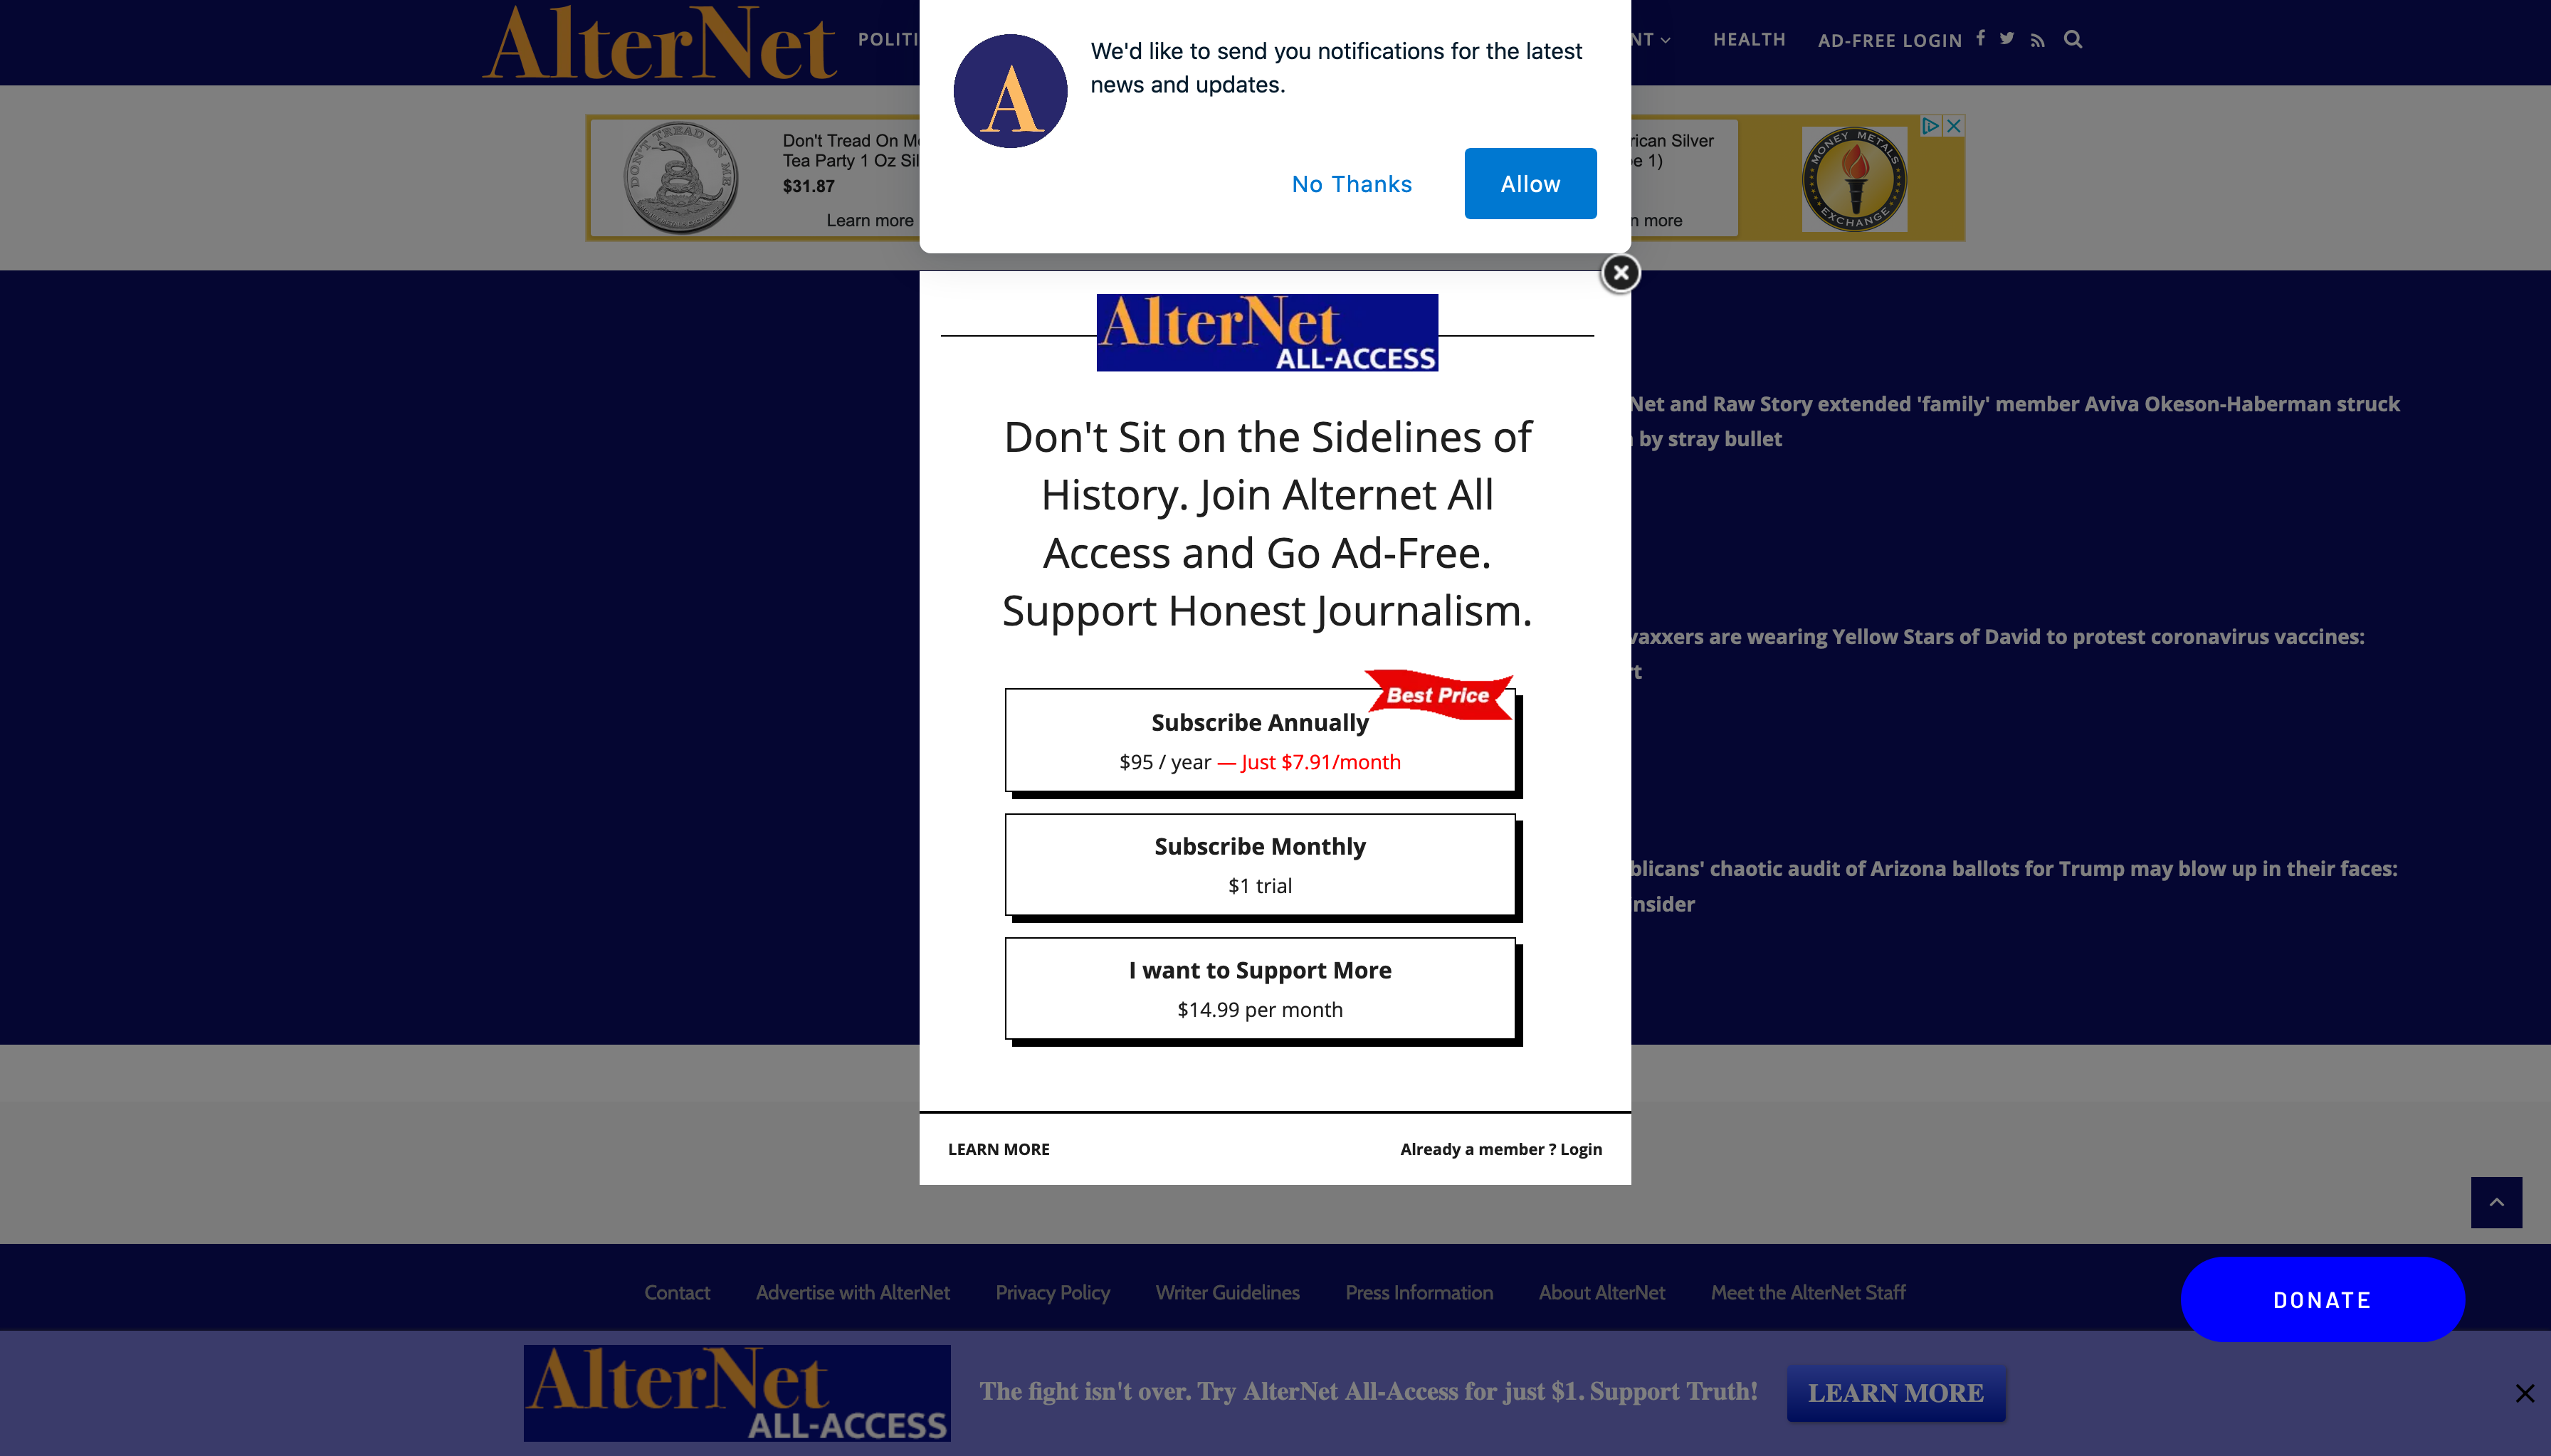 AlterNet
POLITI
NT
HEALTH
AD-FREE LOGIN
We'd like to send you notifications for the latest
news and updates.
No Thanks
Allow
A
DON'T TREAD ON ME
Don't Tread On M
Tea Party 1 Oz Sil
$31.87
Learn more
rican Silver
e 1)
n more
MONEY METALS
EXCHANGE
AlterNet
ALL-ACCESS
Don't Sit on the Sidelines of
History. Join Alternet All
Access and Go Ad-Free.
Support Honest Journalism.
Best Price
Subscribe Annually
$95 / year — Just $7.91/month
Subscribe Monthly
$1 trial
I want to Support More
$14.99 per month
LEARN MORE
Already a member ? Login
Net and Raw Story extended 'family' member Aviva Okeson-Haberman struck
by stray bullet
vaxxers are wearing Yellow Stars of David to protest coronavirus vaccines:
rt
blicans' chaotic audit of Arizona ballots for Trump may blow up in their faces:
nsider
Contact
Advertise with AlterNet
Privacy Policy
Writer Guidelines
Press Information
About AlterNet
Meet the AlterNet Staff
DONATE
AlterNet
ALL-ACCESS
The fight isn't over. Try AlterNet All-Access for just $1. Support Truth!
LEARN MORE